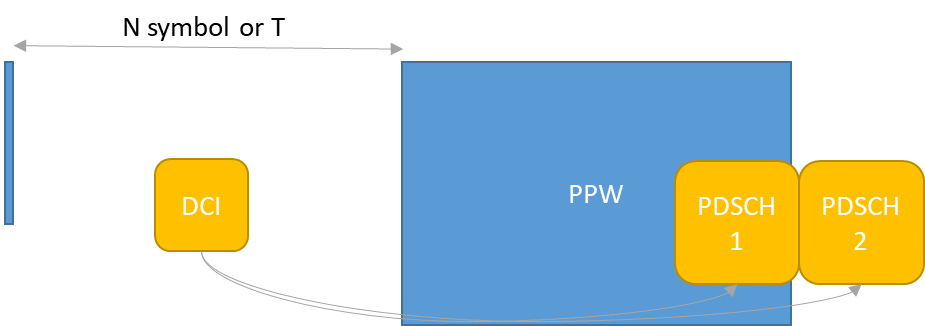 N symbol or T
DCI
PPW
PDSCH
1
PDSCH
2